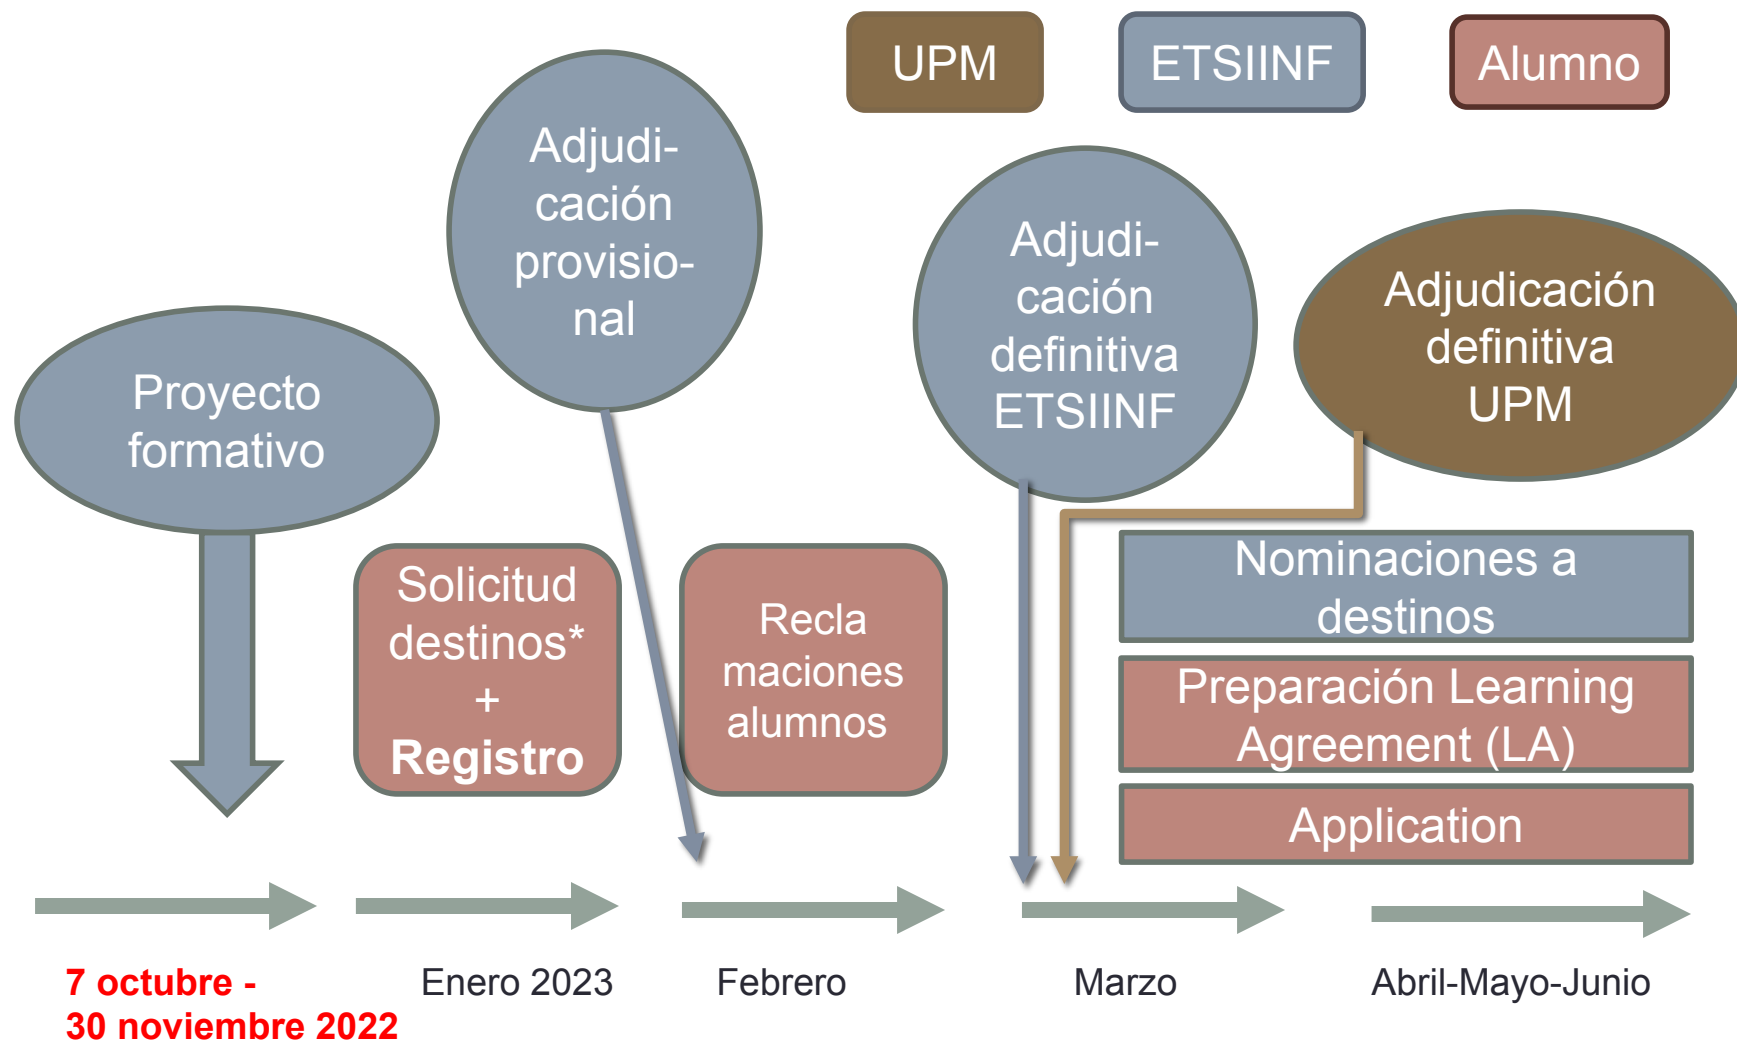 UPM
ETSIINF
Alumno
Adjudi-
cación
provisio-
nal
Adjudi-
cación
definitiva
ETSIINF
Adjudicación
definitiva
UPM
Proyecto
formativo
Solicitud
destinos*
+
Registro
Recla
maciones
alumnos
Nominaciones a
destinos
Preparación Learning
Agreement (LA)
Application
7 octubre -
30 noviembre 2022
Enero 2023
Febrero
Marzo
Abril-Mayo-Junio